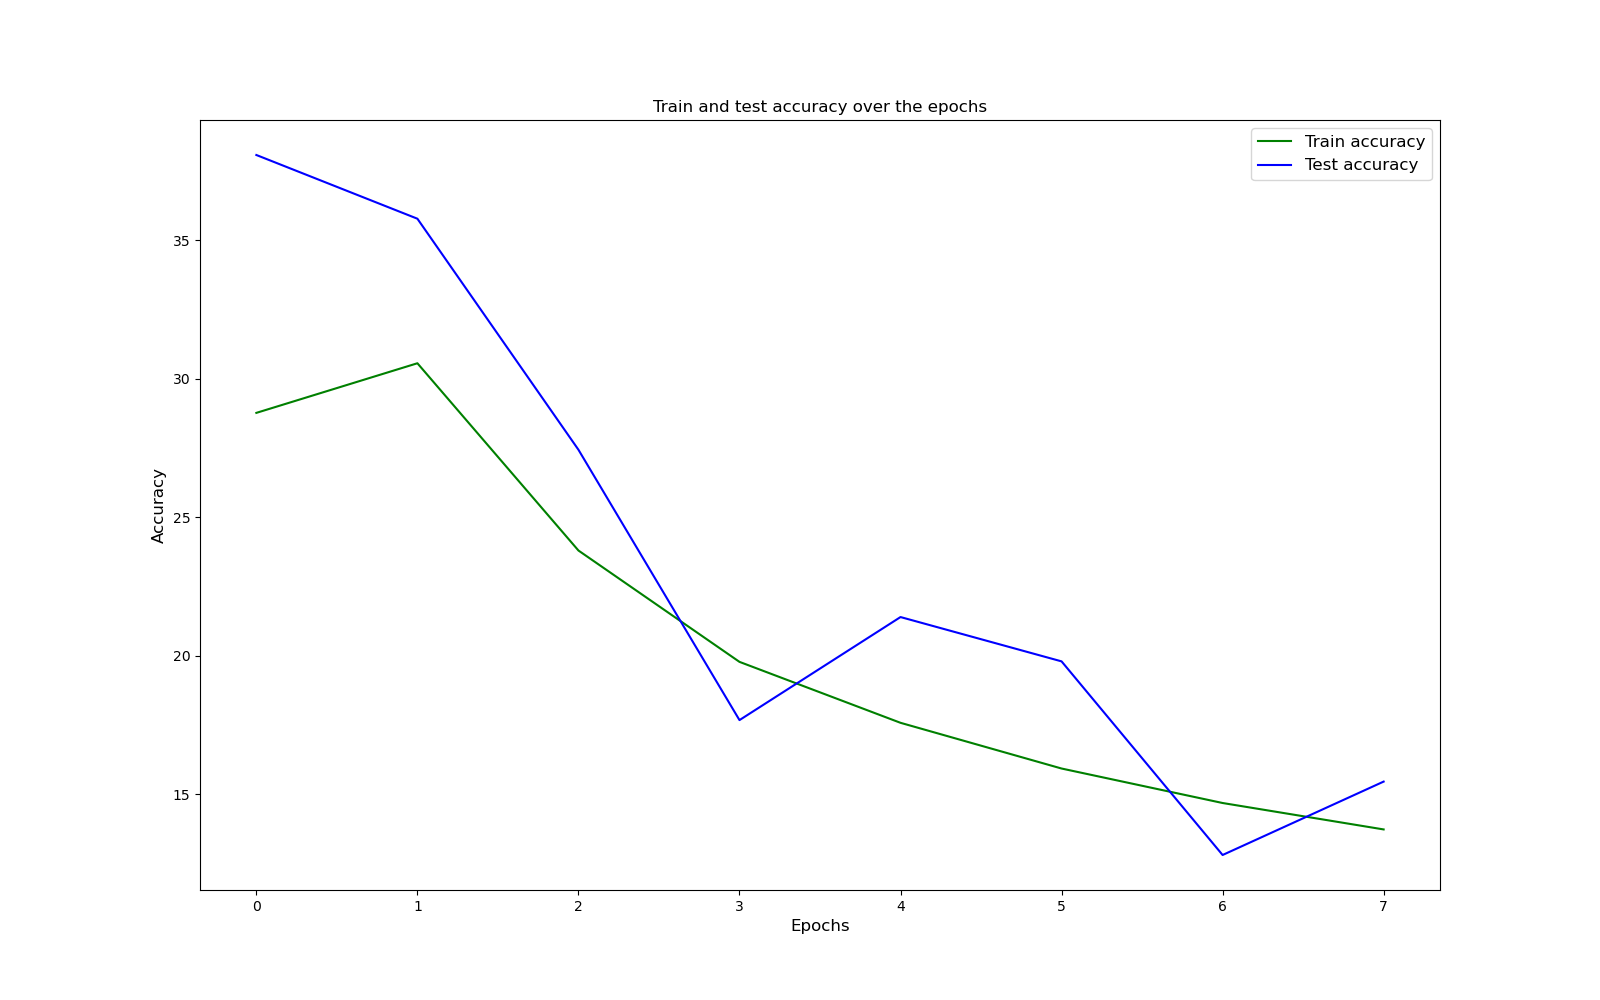 Train and test accuracy over the epochs
Train accuracy
Test accuracy
35
30
25
20
15
Accuracy
0 1 2 3 4 5 6 7
Epochs